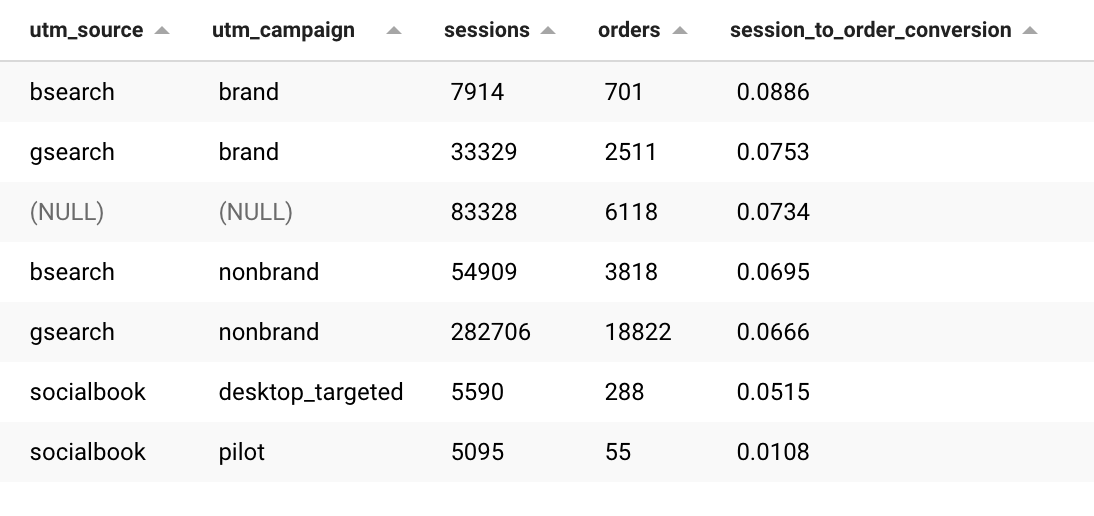 utm_source utm_campaign sessions orders session_to_order_conversion
bsearch brand 7914 701 0.0886
gsearch brand 33329 2511 0.0753
(NULL) (NULL) 83328 6118 0.0734
bsearch nonbrand 54909 3818 0.0695
gsearch nonbrand 282706 18822 0.0666
socialbook desktop_targeted 5590 288 0.0515
socialbook pilot 5095 55 0.0108